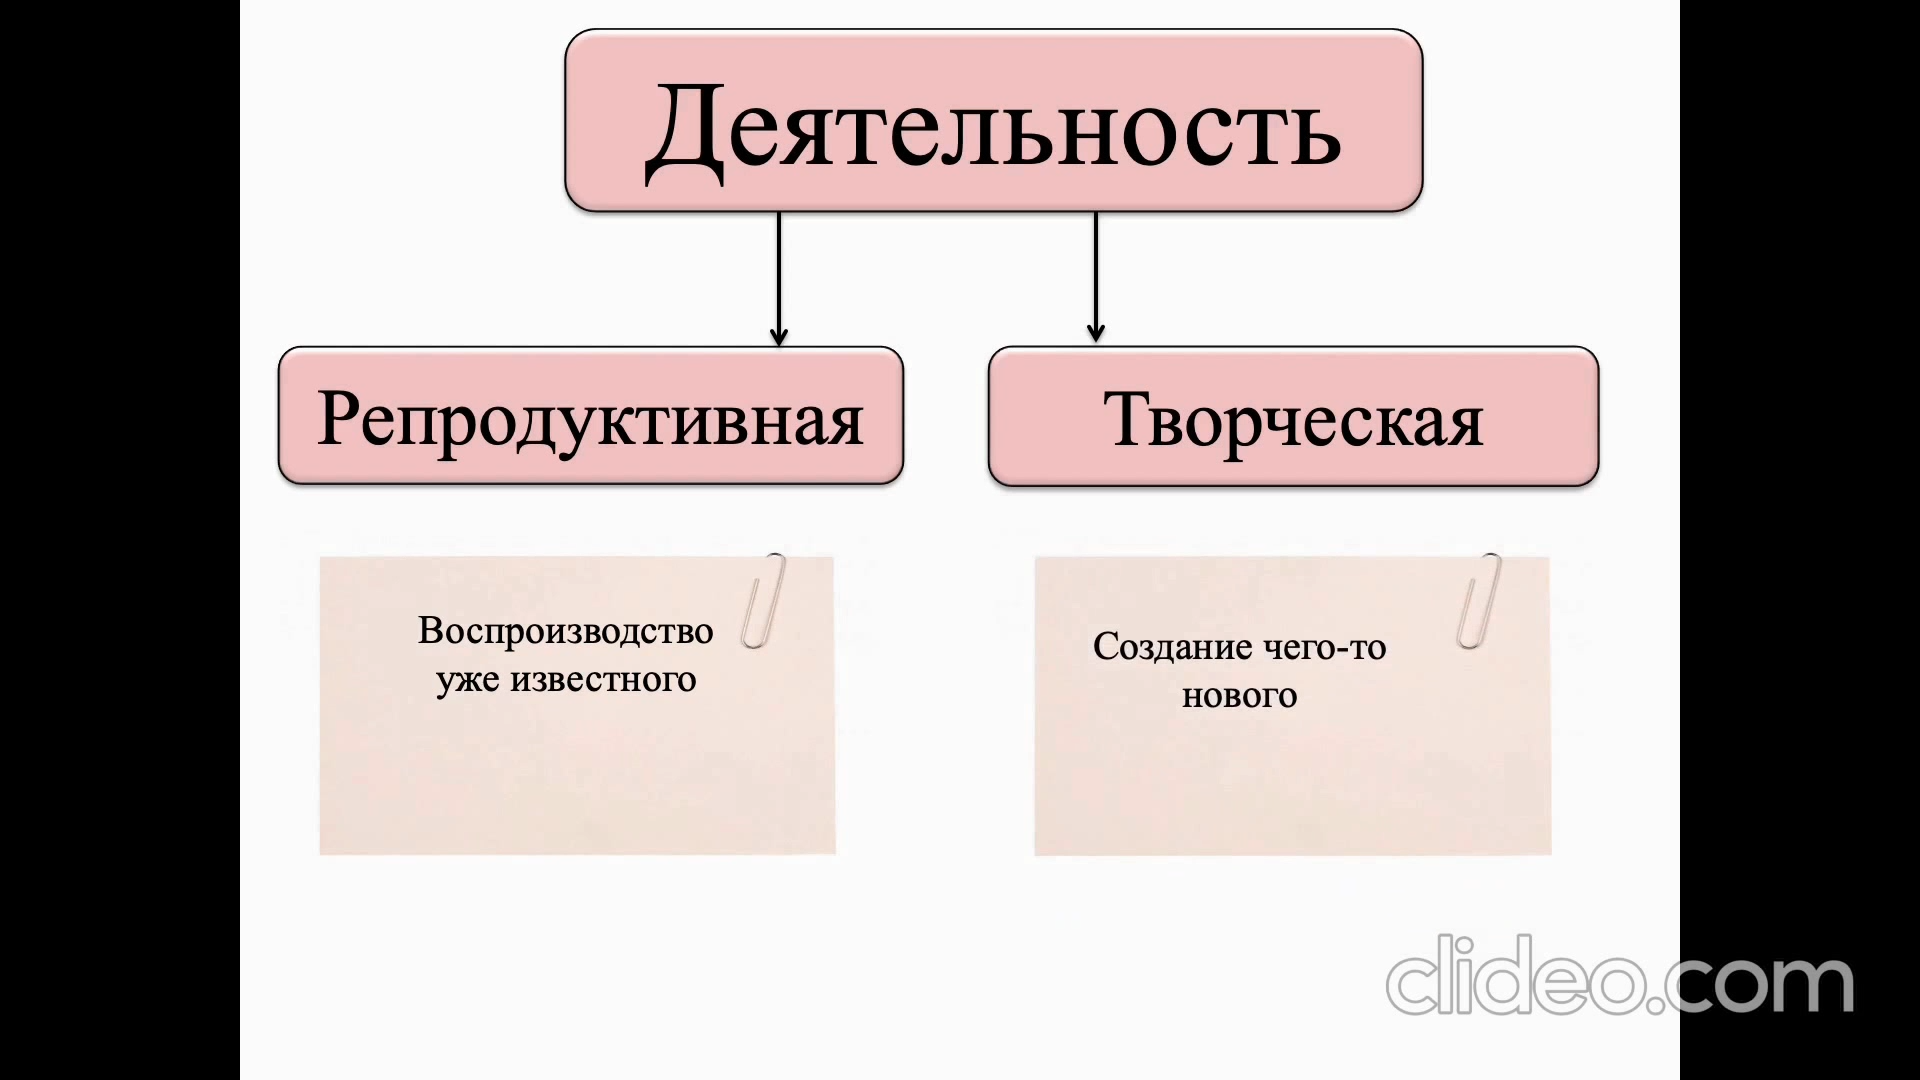 Деятельность
Репродуктивная
Творческая
Воспроизводство
уже известного
Создание чего-то
нового
clideo.com